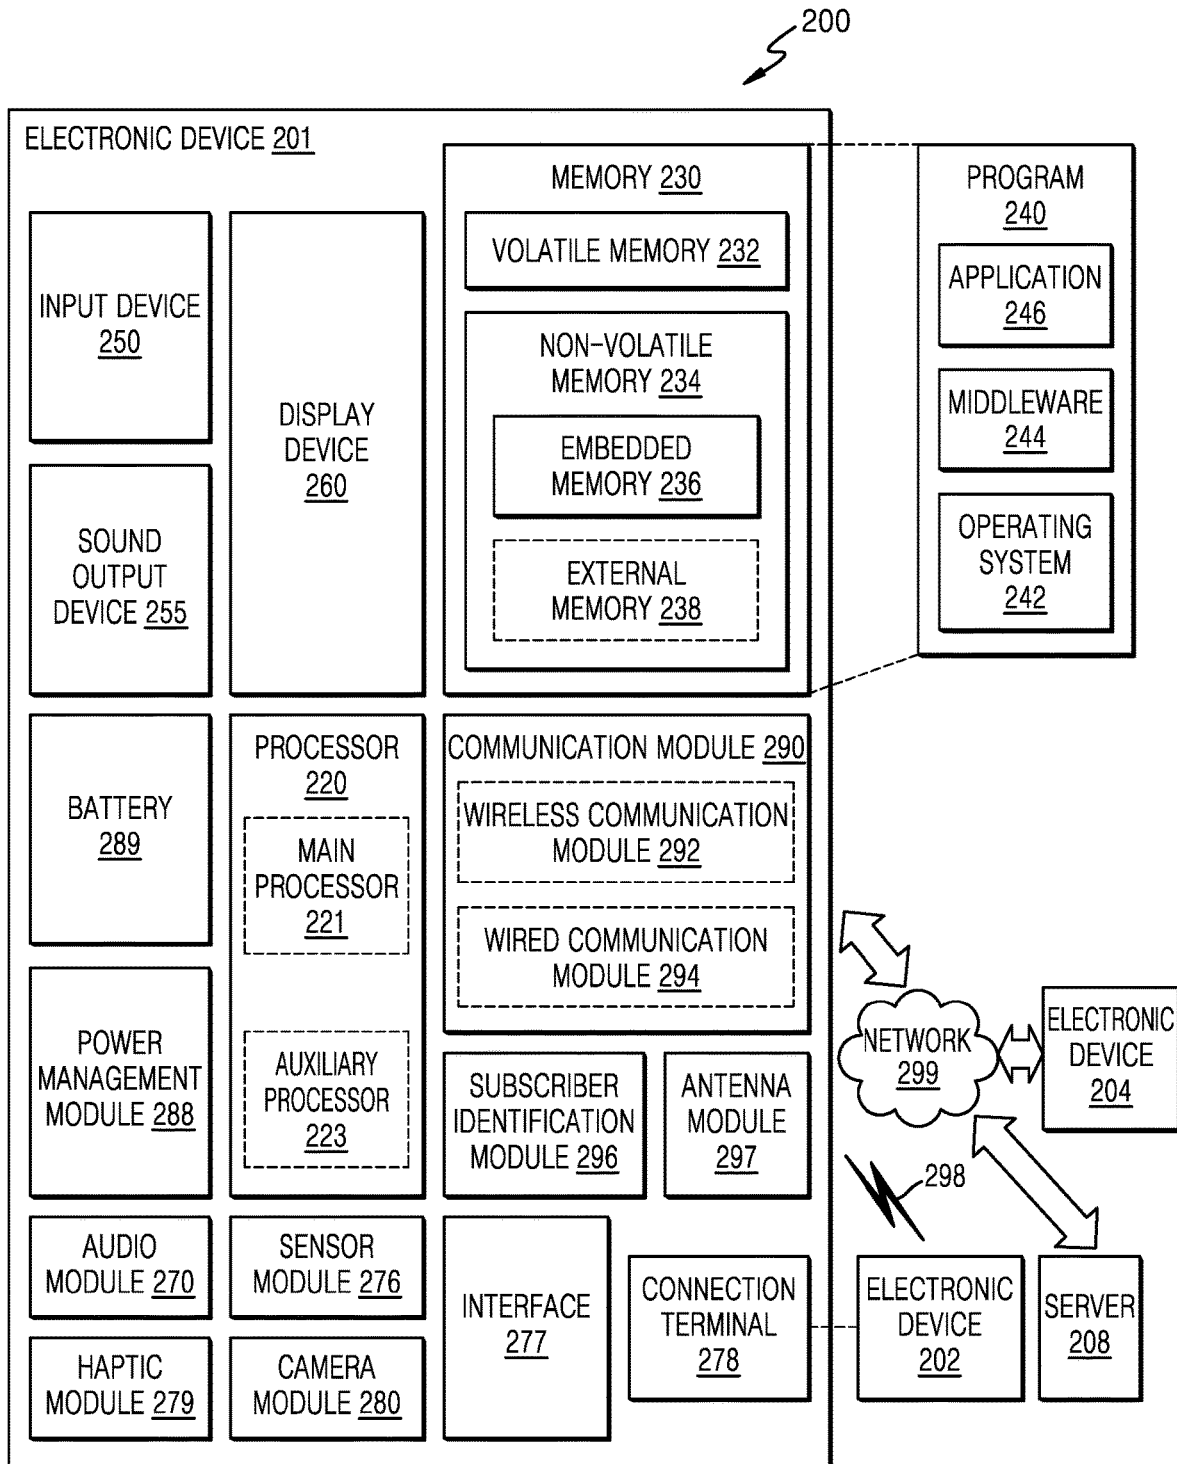 200
ELECTRONIC DEVICE 201
INPUT DEVICE
250
SOUND
OUTPUT
DEVICE 255
BATTERY
289
POWER
MANAGEMENT
MODULE 288
AUDIO
MODULE 270
HAPTIC
MODULE 279
DISPLAY
DEVICE
260
PROCESSOR
220
MAIN
PROCESSOR
221
AUXILIARY
PROCESSOR
223
SENSOR
MODULE 276
CAMERA
MODULE 280
MEMORY 230
VOLATILE MEMORY 232
NON-VOLATILE
MEMORY 234
EMBEDDED
MEMORY 236
EXTERNAL
MEMORY 238
COMMUNICATION MODULE 290
WIRELESS COMMUNICATION
MODULE 292
WIRED COMMUNICATION
MODULE 294
SUBSCRIBER
IDENTIFICATION
MODULE 296
ANTENNA
MODULE
297
INTERFACE
277
CONNECTION
TERMINAL
278
PROGRAM
240
APPLICATION
246
MIDDLEWARE
244
OPERATING
SYSTEM
242
NETWORK
299
ELECTRONIC
DEVICE
204
298
ELECTRONIC
DEVICE
202
SERVER
208